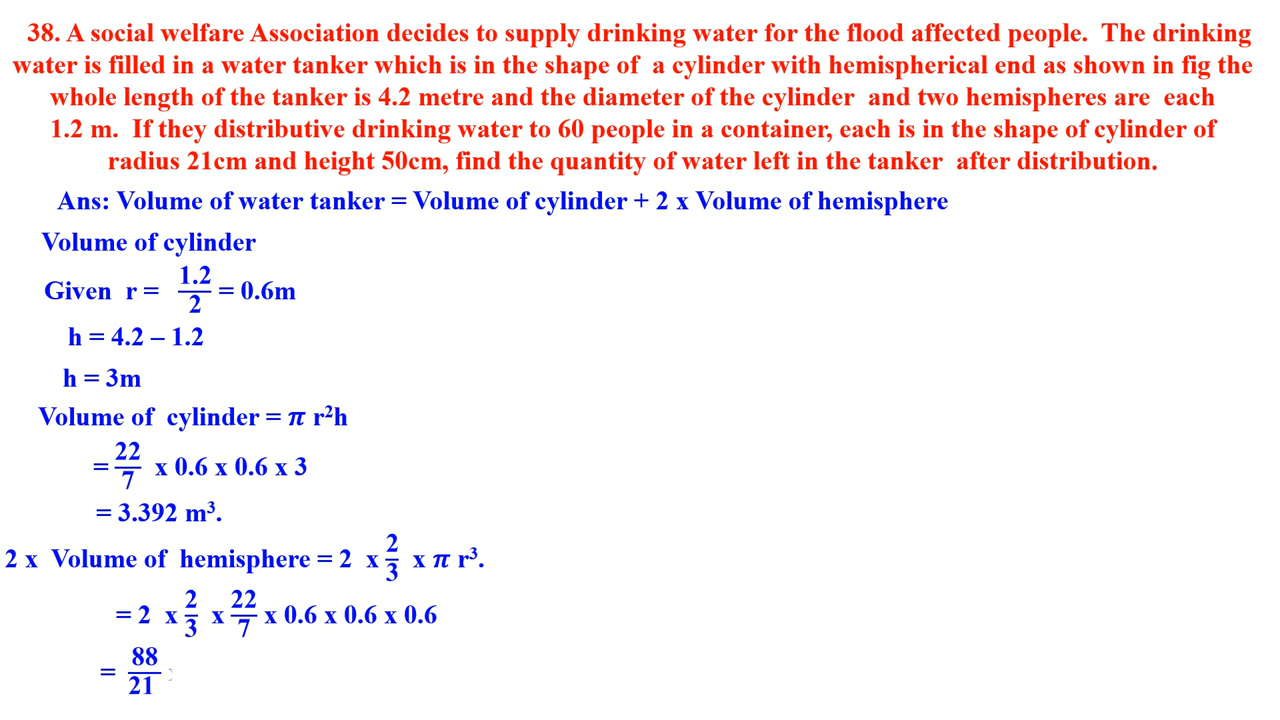 38. A social welfare Association decides to supply drinking water for the flood affected people. The drinking
water is filled in a water tanker which is in the shape of a cylinder with hemispherical end as shown in fig the
whole length of the tanker is 4.2 metre and the diameter of the cylinder and two hemispheres are each
1.2 m. If they distributive drinking water to 60 people in a container, each is in the shape of cylinder of
radius 21cm and height 50cm, find the quantity of water left in the tanker after distribution.
Ans: Volume of water tanker = Volume of cylinder + 2 x Volume of hemisphere
Volume of cylinder
Given r = 1.2/2 = 0.6m
h = 4.2 – 1.2
h = 3m
Volume of cylinder = π r²h
= 22/7 x 0.6 x 0.6 x 3
= 3.392 m³.
2 x Volume of hemisphere = 2 x 2/3 x π r³.
= 2 x 2/3 x 22/7 x 0.6 x 0.6 x 0.6
= 88/21